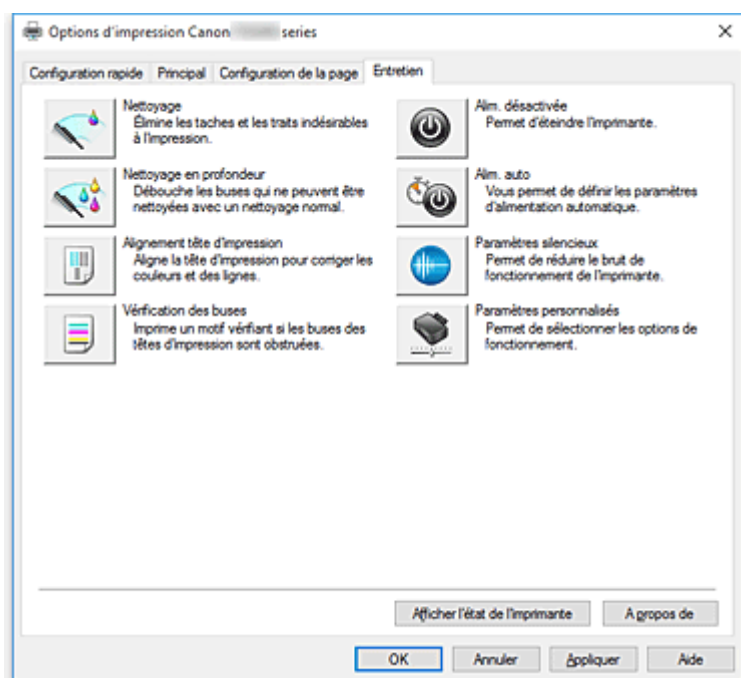 Options d'impression Canon series
Configuration rapide Principal Configuration de la page Entretien
Nettoyage
Élimine les taches et les traits indésirables
à l'impression.
Nettoyage en profondeur
Débouche les buses qui ne peuvent être
nettoyées avec un nettoyage normal.
Alignement tête d'impression
Aligne la tête d'impression pour corriger les
couleurs et des lignes.
Vérification des buses
Imprime un motif vérifiant si les buses des
têtes d'impression sont obstruées.
Alim. désactivée
Permet d'éteindre l'imprimante.
Alim. auto
Vous permet de définir les paramètres
d'alimentation automatique.
Paramètres silencieux
Permet de réduire le bruit de
fonctionnement de l'imprimante.
Paramètres personnalisés
Permet de sélectionner les options de
fonctionnement.
Afficher l'état de l'imprimante A propos de
OK Annuler Appliquer Aide